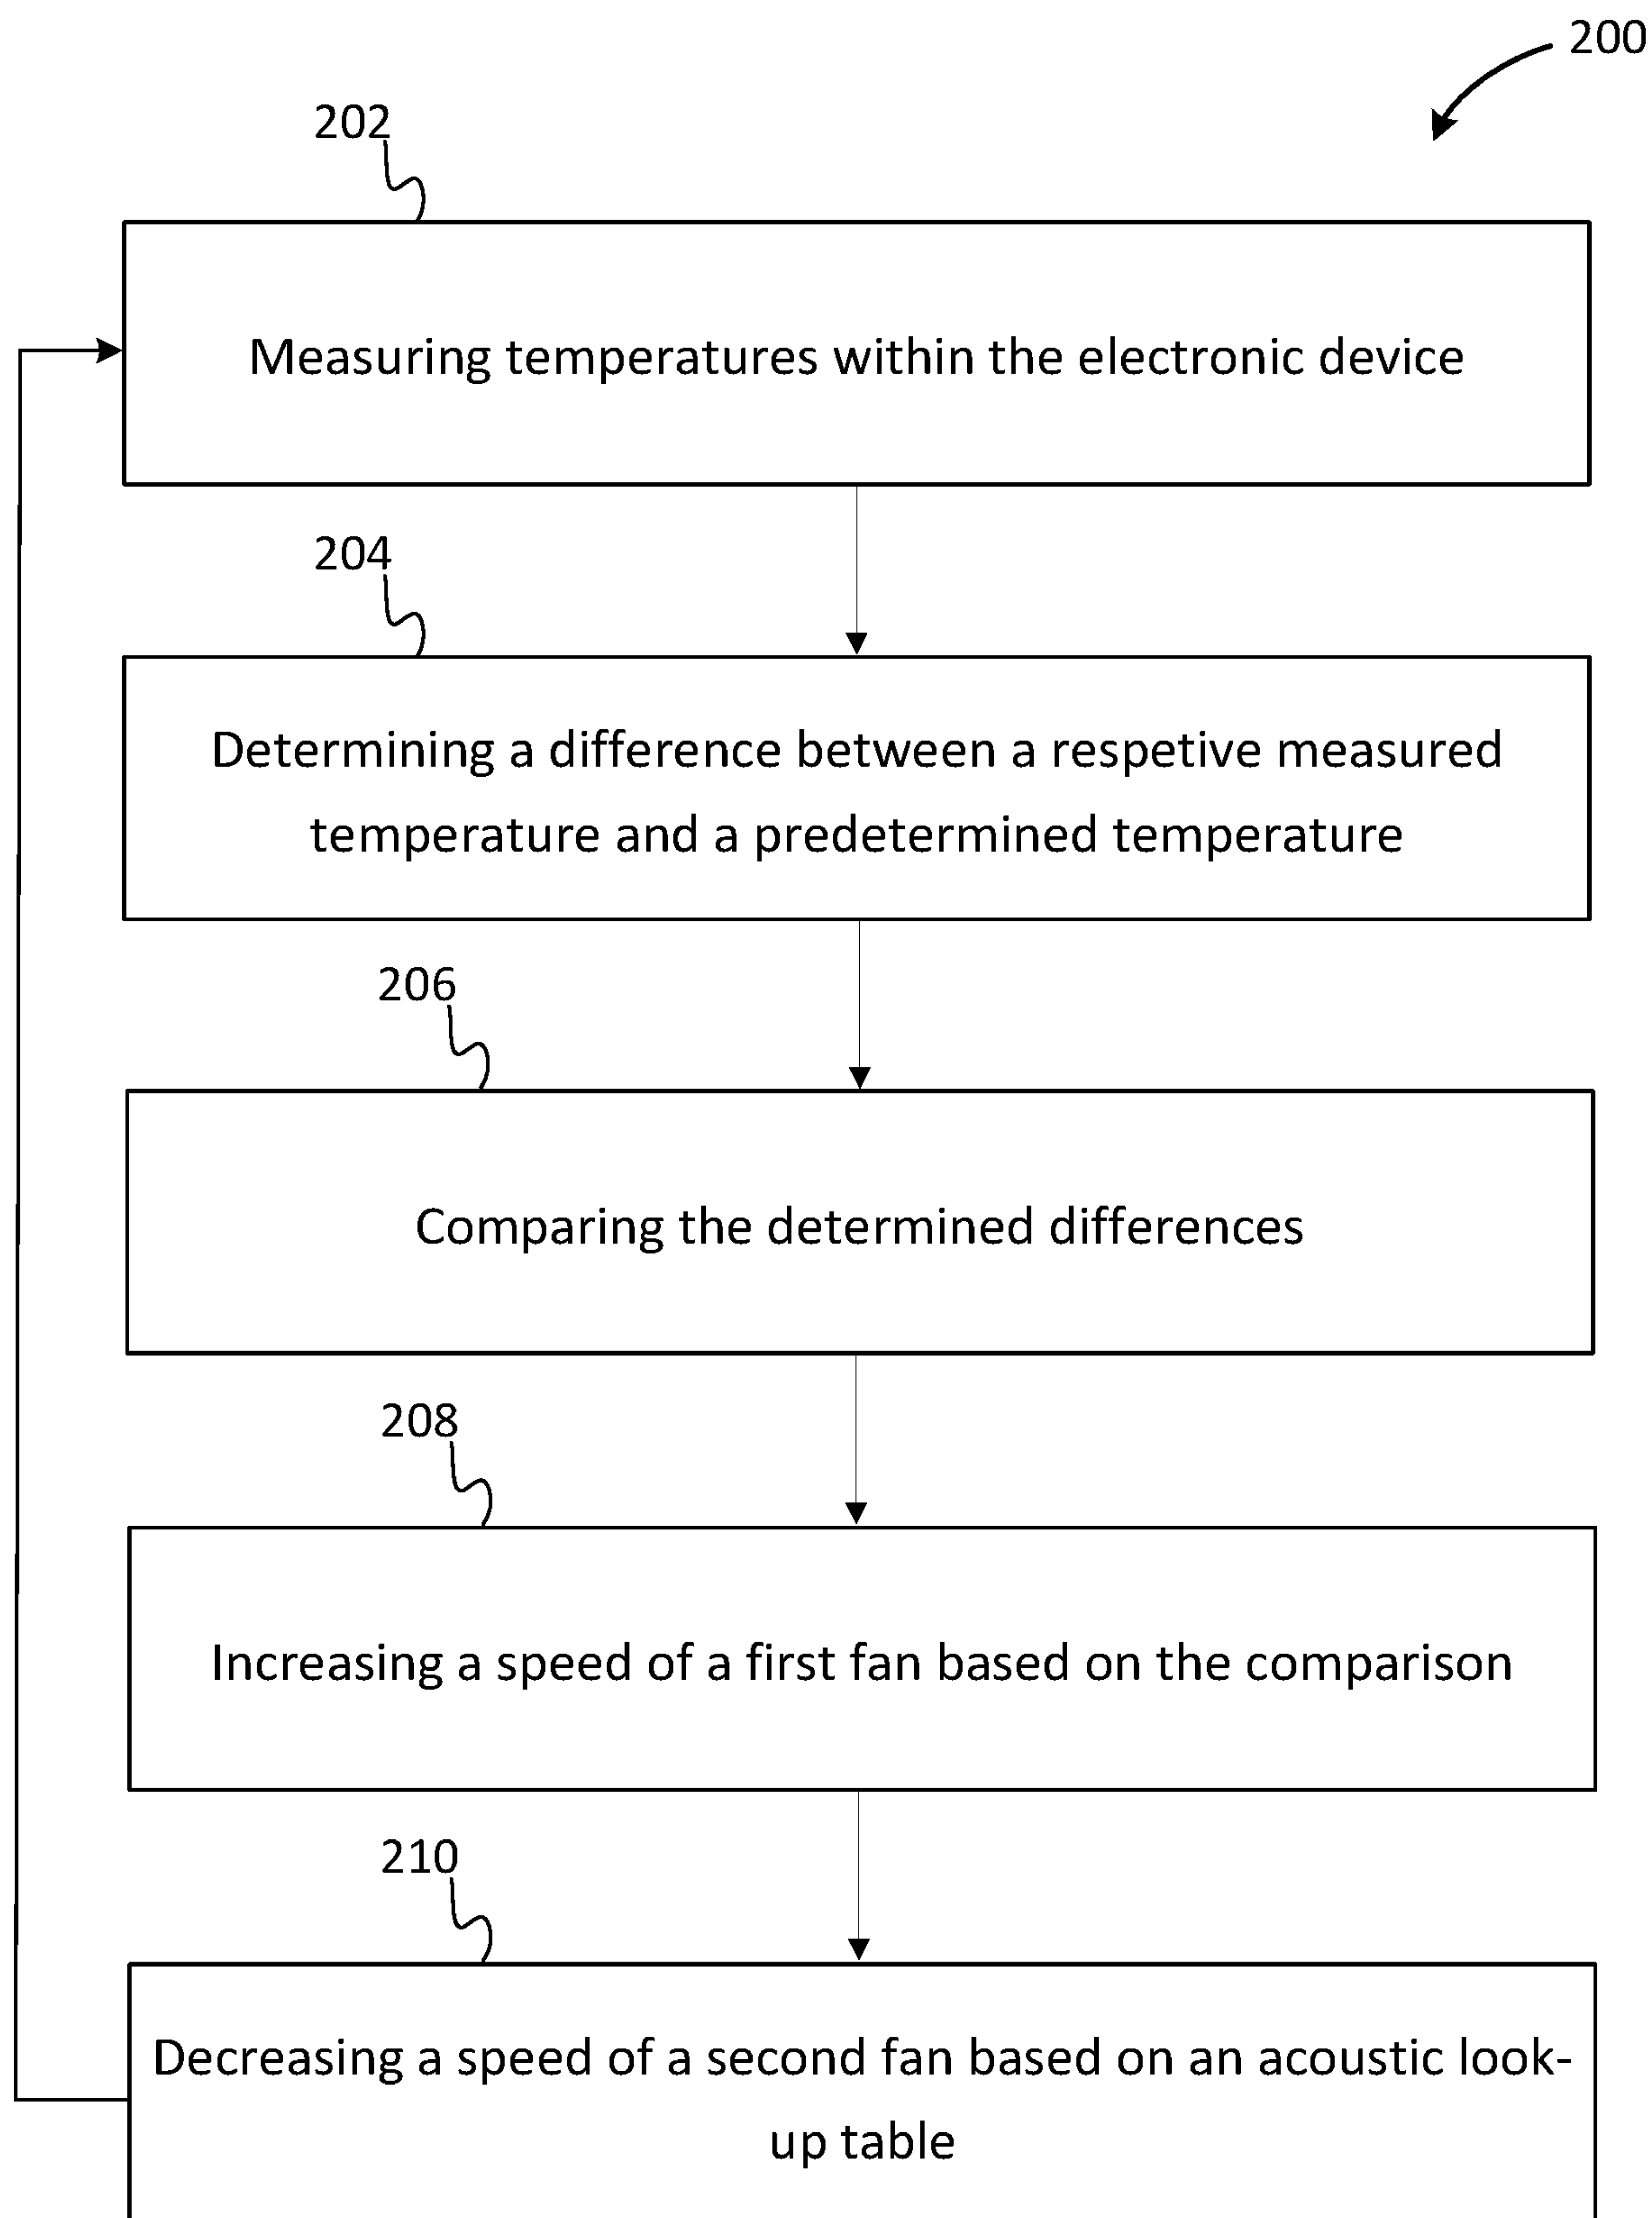 200
202
Measuring temperatures within the electronic device
204
Determining a difference between a respetive measured
temperature and a predetermined temperature
206
Comparing the determined differences
208
Increasing a speed of a first fan based on the comparison
210
Decreasing a speed of a second fan based on an acoustic look-
up table